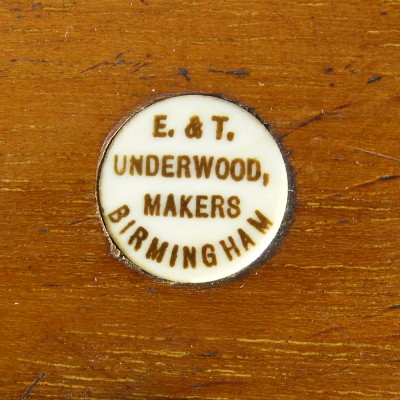 E. & T.
UNDERWOOD,
MAKERS
BIRMINGHAM